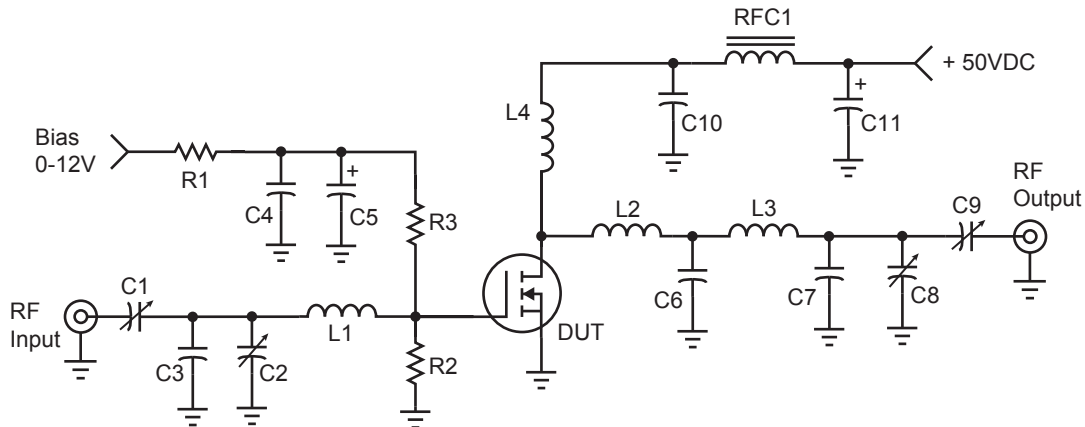 RFC1
+ 50VDC
L4
C10
+
C11
Bias
0-12V
R1
+
C4
C5
R3
RF
Output
L2
L3
C9
C1
C6
C7
C8
RF
Input
L1
DUT
C3
C2
R2